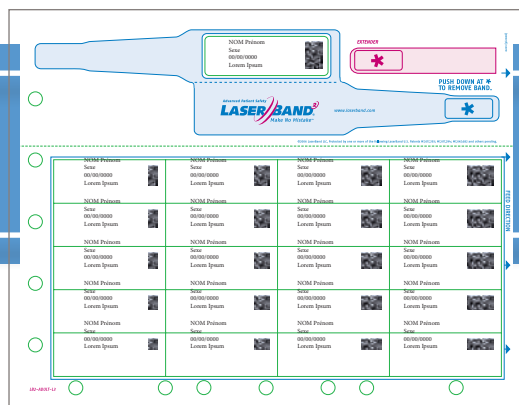 NOM Prénom
Sexe
00/00/0000
Lorem Ipsum
EXTENDER
*
PUSH DOWN AT *
TO REMOVE BAND.
*
Advanced Patient Safety
LASERBAND2
Make No Mistake
www.laserband.com
FEED DIRECTION
NOM Prénom NOM Prénom NOM Prénom NOM Prénom
Sexe Sexe Sexe Sexe
00/00/0000 00/00/0000 00/00/0000 00/00/0000
Lorem Ipsum Lorem Ipsum Lorem Ipsum Lorem Ipsum
NOM Prénom NOM Prénom NOM Prénom NOM Prénom
Sexe Sexe Sexe Sexe
00/00/0000 00/00/0000 00/00/0000 00/00/0000
Lorem Ipsum Lorem Ipsum Lorem Ipsum Lorem Ipsum
NOM Prénom NOM Prénom NOM Prénom NOM Prénom
Sexe Sexe Sexe Sexe
00/00/0000 00/00/0000 00/00/0000 00/00/0000
Lorem Ipsum Lorem Ipsum Lorem Ipsum Lorem Ipsum
NOM Prénom NOM Prénom NOM Prénom NOM Prénom
Sexe Sexe Sexe Sexe
00/00/0000 00/00/0000 00/00/0000 00/00/0000
Lorem Ipsum Lorem Ipsum Lorem Ipsum Lorem Ipsum
NOM Prénom NOM Prénom NOM Prénom NOM Prénom
Sexe Sexe Sexe Sexe
00/00/0000 00/00/0000 00/00/0000 00/00/0000
Lorem Ipsum Lorem Ipsum Lorem Ipsum Lorem Ipsum